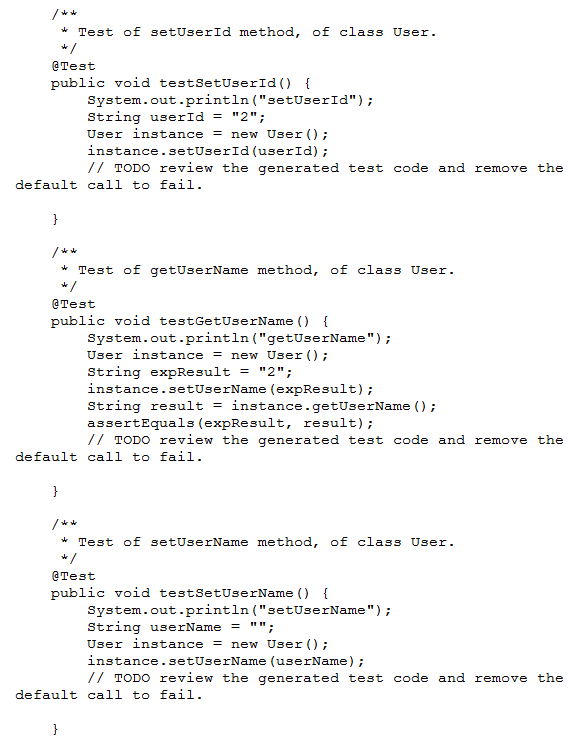 /**
 * Test of setUserId method, of class User.
 */
@Test
public void testSetUserId() {
System.out.println("setUserId");
String userId = "2";
User instance = new User();
instance.setUserId(userId);
// TODO review the generated test code and remove the
default call to fail.
}
/**
 * Test of getUserName method, of class User.
 */
@Test
public void testGetUserName() {
System.out.println("getUserName");
User instance = new User();
String expResult = "2";
instance.setUserName(expResult);
String result = instance.getUserName();
assertEquals(expResult, result);
// TODO review the generated test code and remove the
default call to fail.
}
/**
 * Test of setUserName method, of class User.
 */
@Test
public void testSetUserName() {
System.out.println("setUserName");
String userName = "";
User instance = new User();
instance.setUserName(userName);
// TODO review the generated test code and remove the
default call to fail.
}